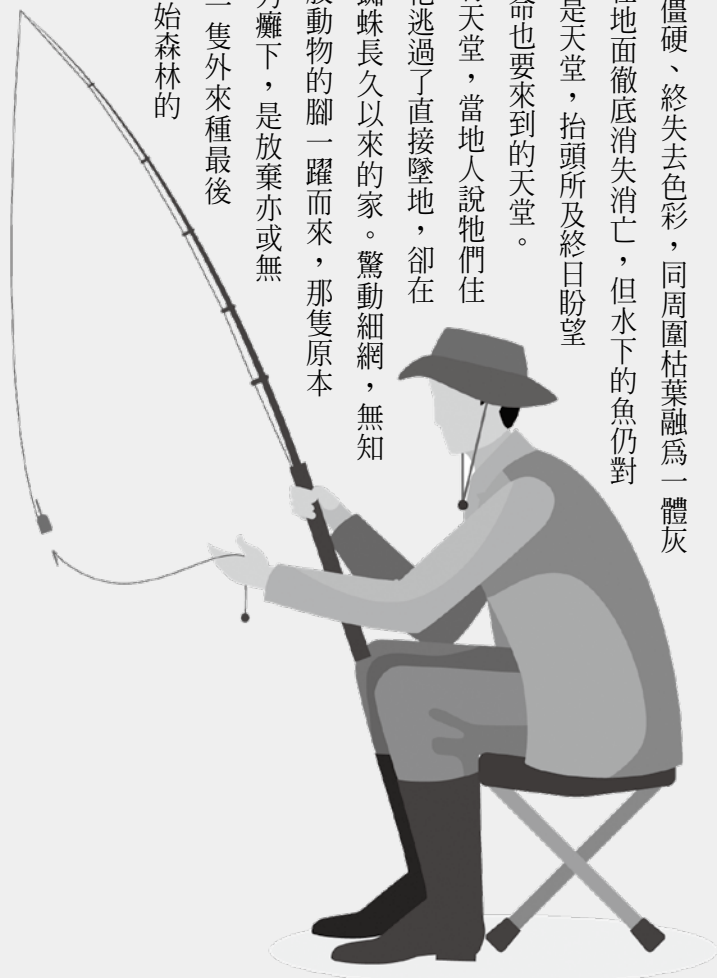 僵硬、終失去色彩，同周圍枯葉融爲一體灰
地面徹底消失消亡，但水下的魚仍對
是天堂，抬頭所及終日盼望
命也要來到的天堂。
天堂，當地人說牠們住
逃過了直接墜地，卻在
蜘蛛長久以來的家。驚動細網，無知
肢動物的腳一躍而來，那隻原本
癱下，是放棄亦或無
一隻外來種最後
始森林的